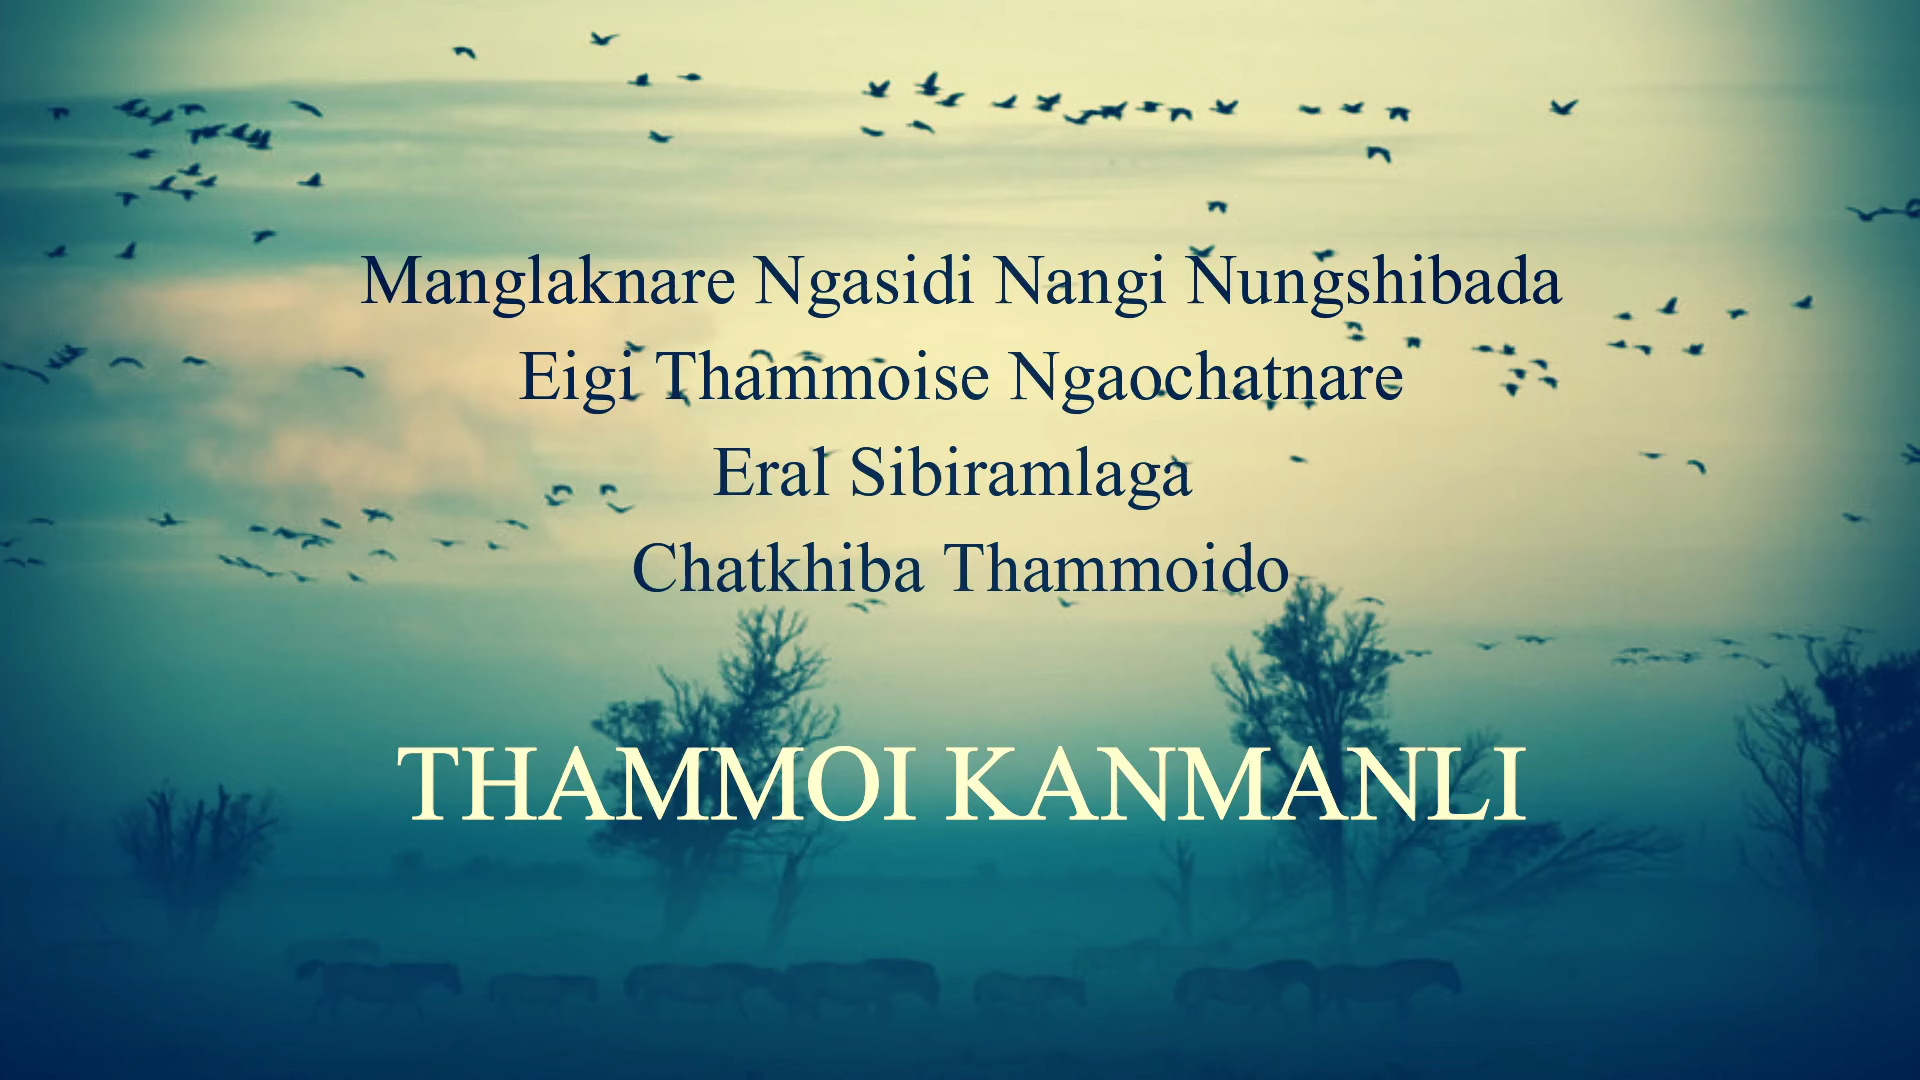 Manglaknare Ngasidi Nangi Nungshibada
Eigi Thammoise Ngaochatnare
Eral Sibiramlaga
Chatkhiba Thammoido
THAMMOI KANMANLI